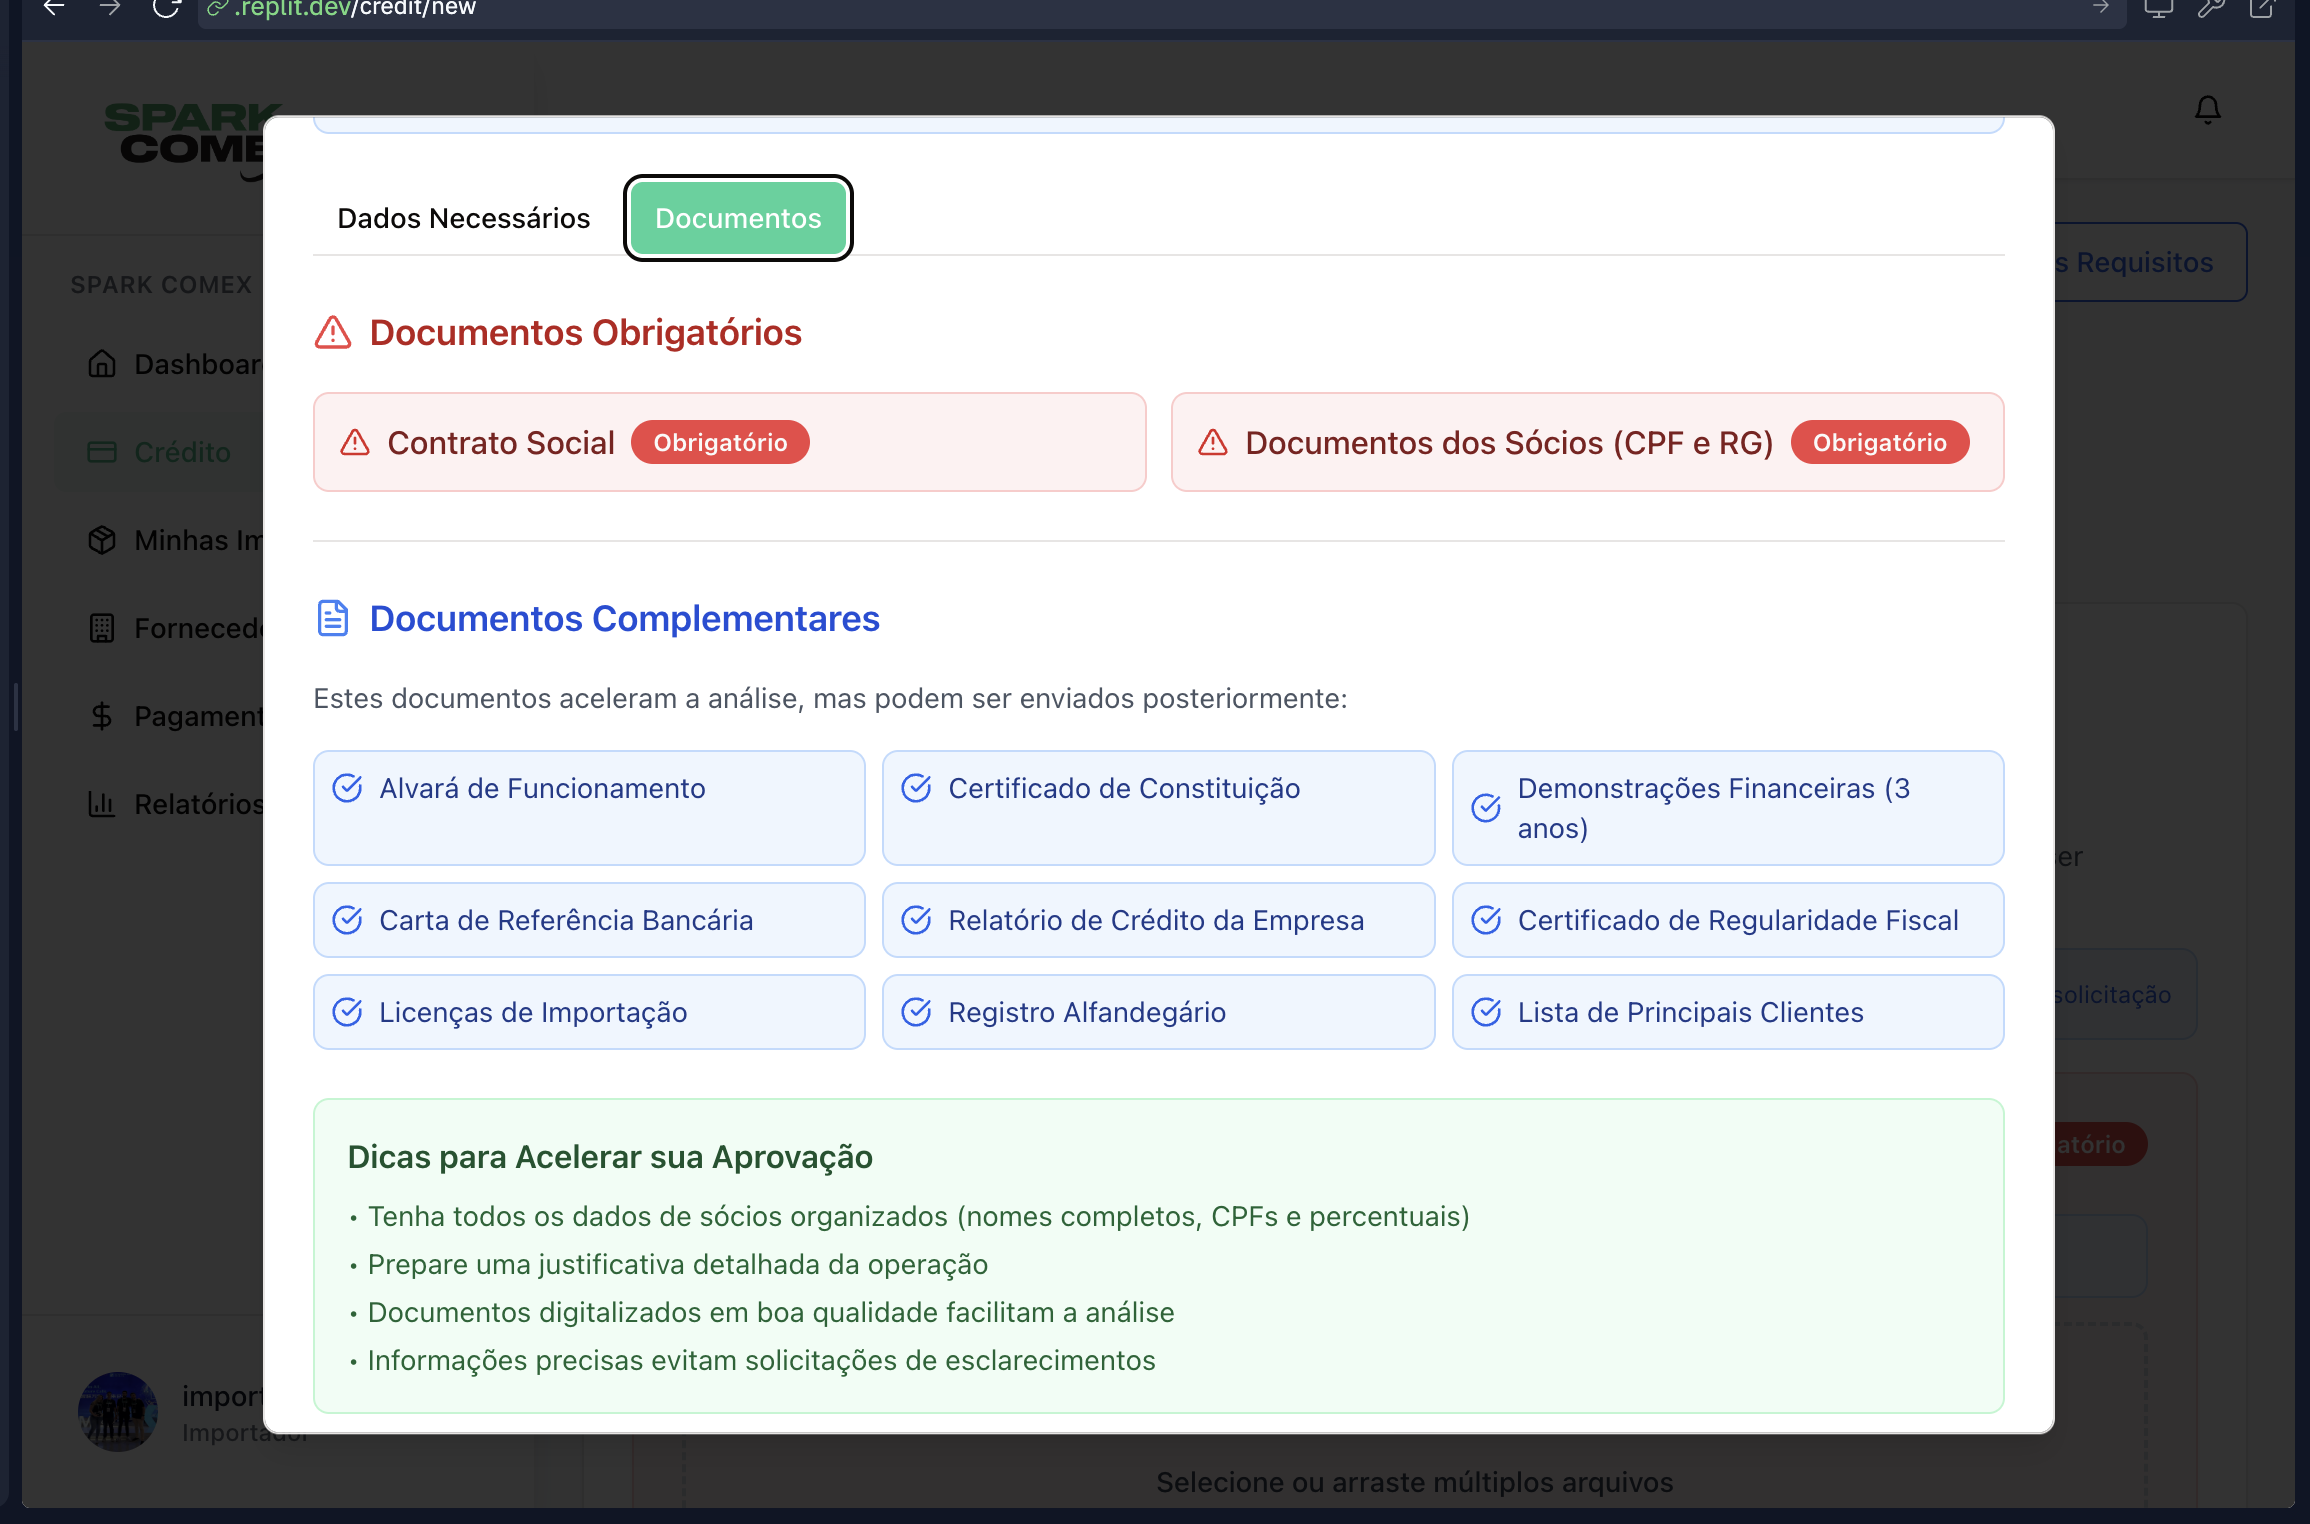 .replit.dev/credit/new
SPARK
COME
s Requisitos
SPARK COMEX
Dashboar
Crédito
Minhas Im
Fornecedo
Pagament
Relatórios
Dados Necessários
Documentos
Documentos Obrigatórios
Contrato Social Obrigatório
Documentos dos Sócios (CPF e RG) Obrigatório
Documentos Complementares
Estes documentos aceleram a análise, mas podem ser enviados posteriormente:
Alvará de Funcionamento
Certificado de Constituição
Demonstrações Financeiras (3
anos)
Carta de Referência Bancária
Relatório de Crédito da Empresa
Certificado de Regularidade Fiscal
Licenças de Importação
Registro Alfandegário
Lista de Principais Clientes
Dicas para Acelerar sua Aprovação
• Tenha todos os dados de sócios organizados (nomes completos, CPFs e percentuais)
• Prepare uma justificativa detalhada da operação
• Documentos digitalizados em boa qualidade facilitam a análise
• Informações precisas evitam solicitações de esclarecimentos
er
solicitação
atório
import
Importador
Selecione ou arraste múltiplos arquivos